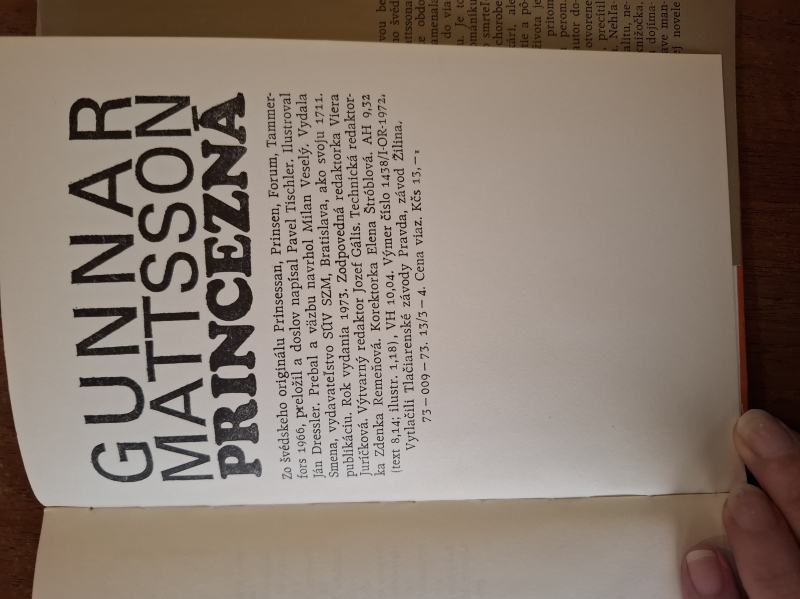 GUNNAR
MATTSSON
PRINCEZNÁ
Zo švédskeho originálu Prinsessan, Prinsen, Forum, Tammer-
fors 1966, preložil a doslov napísal Pavel Tischler. Ilustroval
Ján Dressler. Prebal a väzbu navrhol Milan Veselý. Vydala
Smena, vydavateľstvo SÚV SZM, Bratislava, ako svoju 1711.
publikáciu. Rok vydania 1973. Zodpovedná redaktorka Viera
Juríčková. Výtvarný redaktor Jozef Gális. Technická redaktor-
ka Zdenka Remeňová. Korektorka Elena Štróblová. AH 9,32
(text 8,14; ilustr. 1,18), VH 10,04. Výmer číslo 1438/I-OR-1972.
Vytlačili Tlačiarenské závody Pravda, závod Žilina.
73 – 009 – 73. 13/3 – 4. Cena viaz. Kčs 13,–,